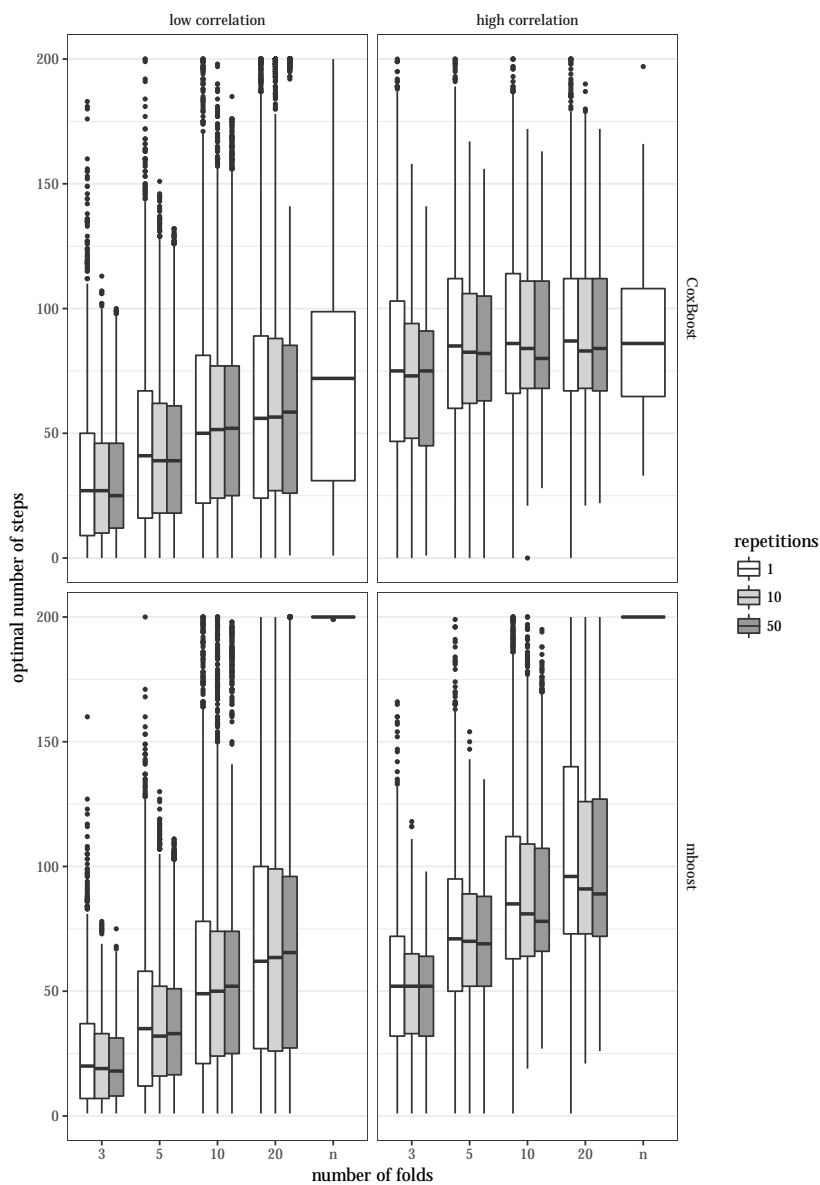 low correlation
high correlation
200
150
100
50
0
CoxBoost
200
150
100
50
0
mboost
optimal number of steps
3 5 10 20 n
3 5 10 20 n
number of folds
repetitions
1
10
50